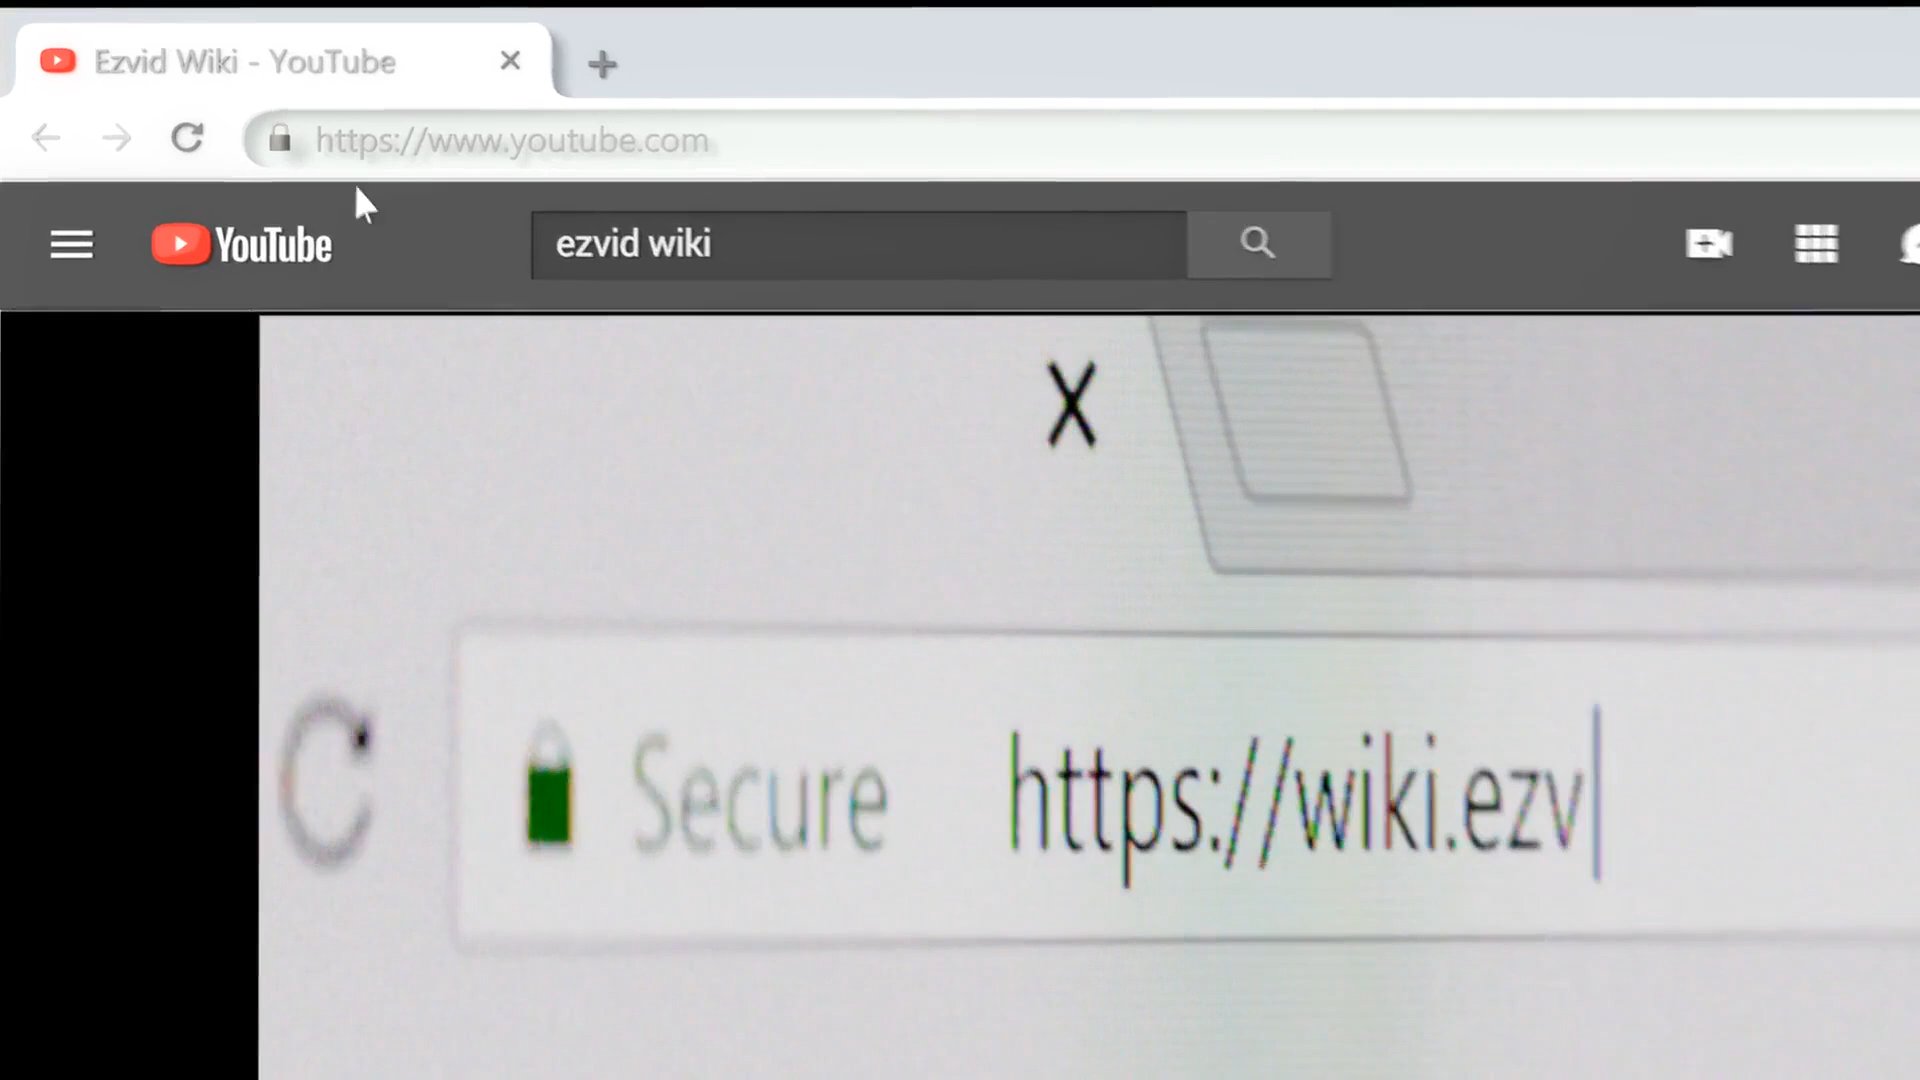 Ezvid Wiki - YouTube
https://www.youtube.com
YouTube
ezvid wiki
X
Secure https://wiki.ezv